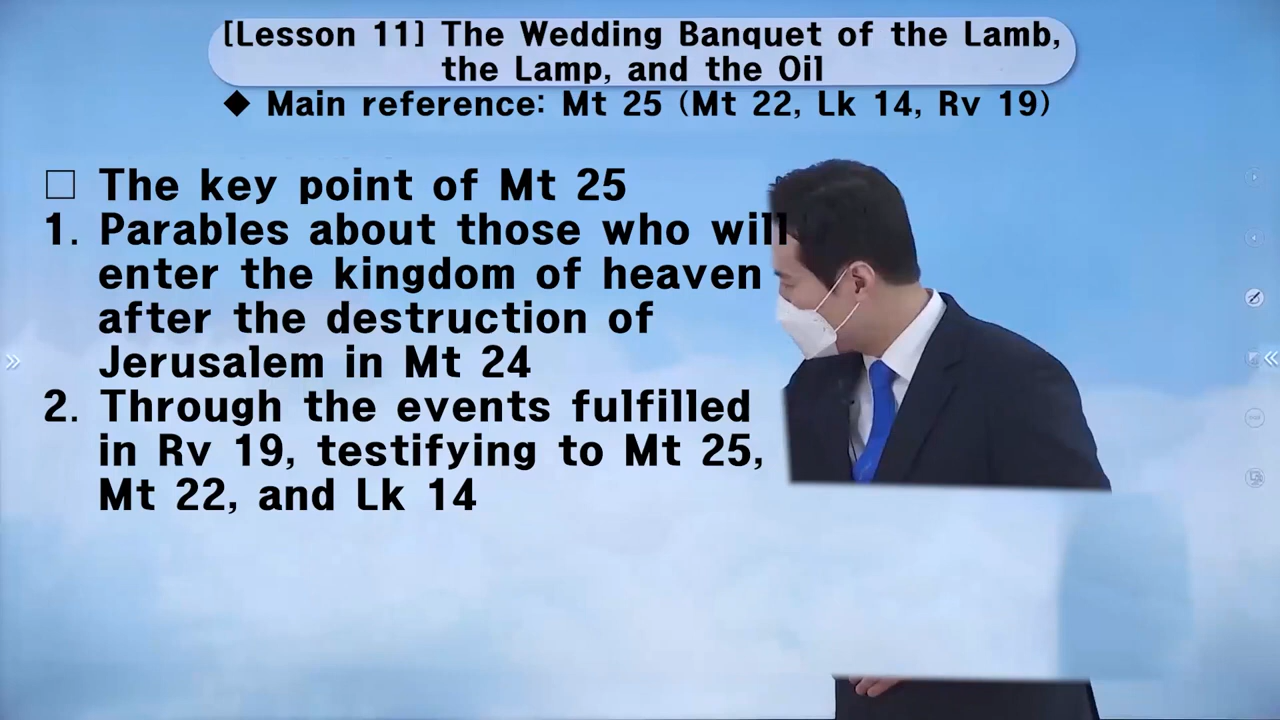 [Lesson 11] The Wedding Banquet of the Lamb,
the Lamp, and the Oil
◆ Main reference: Mt 25 (Mt 22, Lk 14, Rv 19)
□ The key point of Mt 25
1. Parables about those who will
enter the kingdom of heaven
after the destruction of
Jerusalem in Mt 24
2. Through the events fulfilled
in Rv 19, testifying to Mt 25,
Mt 22, and Lk 14